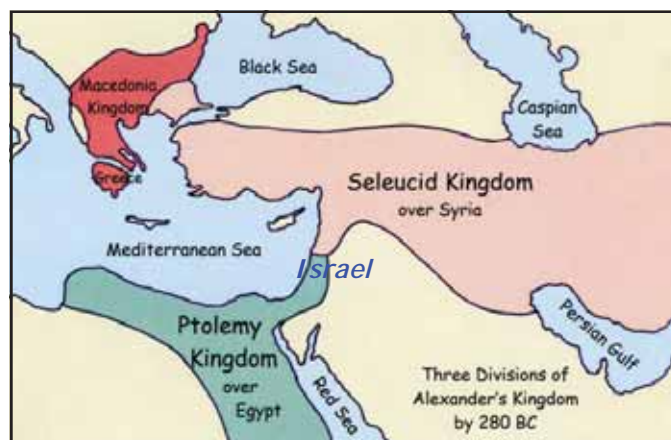 Black Sea
Macedonia
Kingdom
Caspian
Sea
Greece
Seleucid Kingdom
over Syria
Mediterranean Sea
Israel
Ptolemy
Kingdom
over
Egypt
Red Sea
Persian Gulf
Three Divisions of
Alexander's Kingdom
by 280 BC